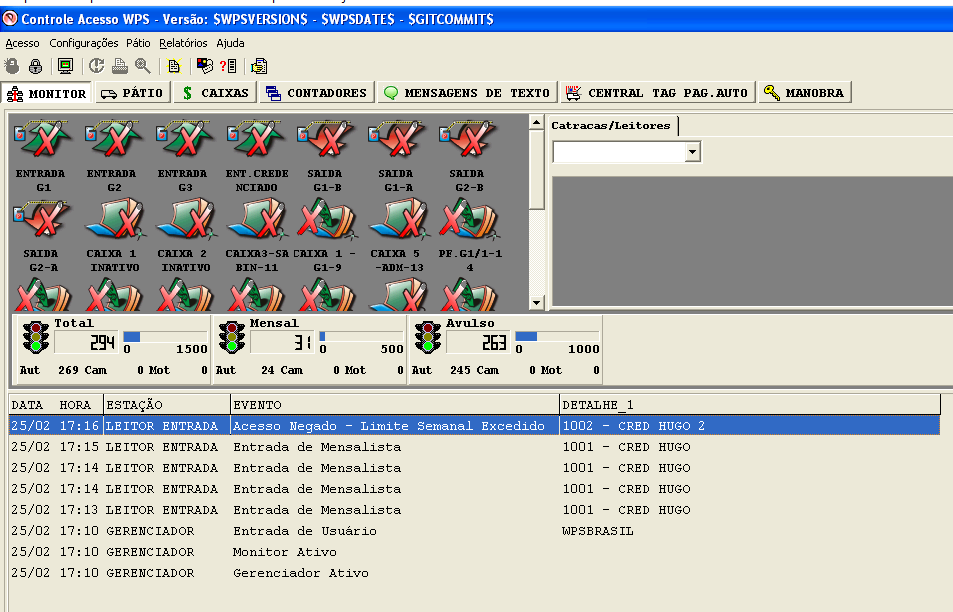 Controle Acesso WPS - Versão: $WPSVERSION$ - $WPSDATE$ - $GITCOMMIT$
Acesso Configurações Pátio Relatórios Ajuda
MONITOR PÁTIO $ CAIXAS CONTADORES MENSAGENS DE TEXTO CENTRAL TAG PAG.AUTO MANOBRA
Catracas/Leitores
ENTRADA G1 ENTRADA G2 ENTRADA G3 ENT.CREDENCIADO SAIDA G1-B SAIDA G1-A SAIDA G2-B
SAIDA G2-A CAIXA 1 INATIVO CAIXA 2 INATIVO CAIXA3-SABIN-11 CAIXA 1 - G1-9 CAIXA 5 -ADM-13 PF.G1/1-14
Total Mensal Avulso
294 31 263
0 1500 0 500 0 1000
Aut 269 Cam 0 Mot 0 Aut 24 Cam 0 Mot 0 Aut 245 Cam 0 Mot 0
DATA HORA ESTAÇÃO EVENTO DETALHE_1
25/02 17:16 LEITOR ENTRADA Acesso Negado - Limite Semanal Excedido 1002 - CRED HUGO 2
25/02 17:15 LEITOR ENTRADA Entrada de Mensalista 1001 - CRED HUGO
25/02 17:14 LEITOR ENTRADA Entrada de Mensalista 1001 - CRED HUGO
25/02 17:14 LEITOR ENTRADA Entrada de Mensalista 1001 - CRED HUGO
25/02 17:13 LEITOR ENTRADA Entrada de Mensalista 1001 - CRED HUGO
25/02 17:10 GERENCIADOR Entrada de Usuário WPSBRASIL
25/02 17:10 GERENCIADOR Monitor Ativo
25/02 17:10 GERENCIADOR Gerenciador Ativo